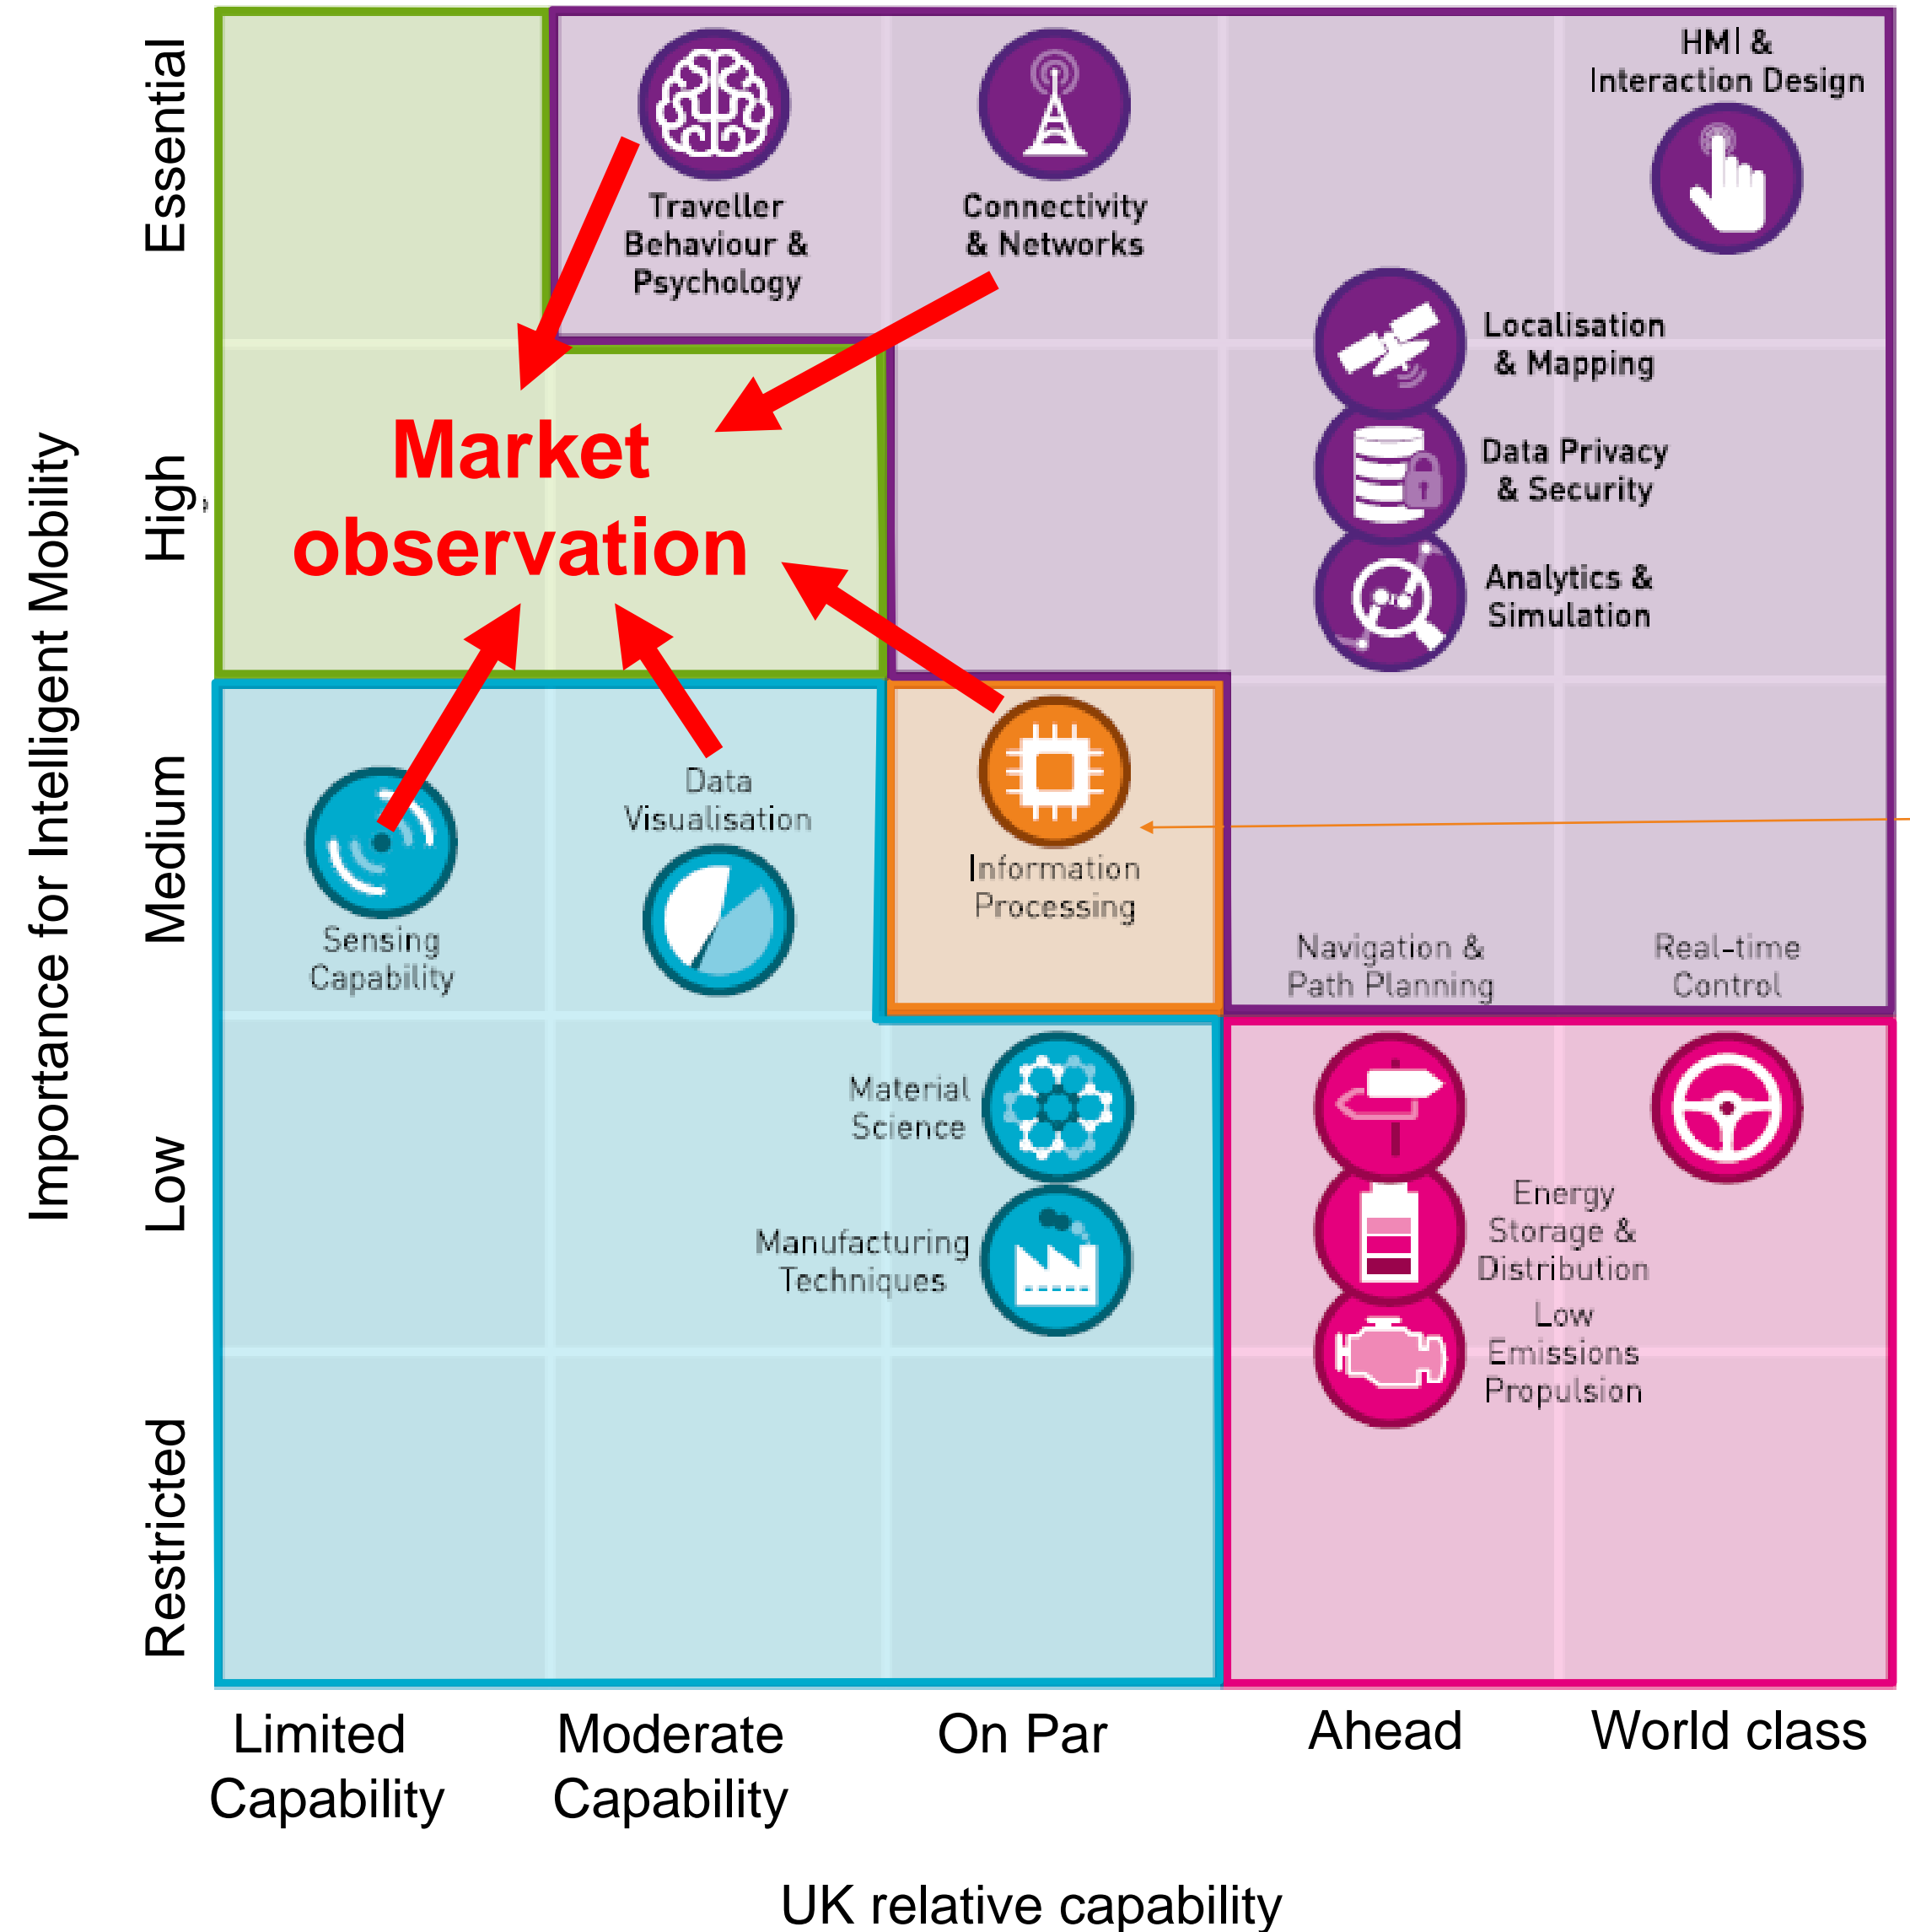 Importance for Intelligent Mobility
Essential
High
Medium
Low
Restricted
Traveller
Behaviour &
Psychology
Connectivity
& Networks
HMI &
Interaction Design
Localisation
& Mapping
Data Privacy
& Security
Analytics &
Simulation
Market
observation
Sensing
Capability
Data
Visualisation
Information
Processing
Navigation &
Path Planning
Real-time
Control
Material
Science
Manufacturing
Techniques
Energy
Storage &
Distribution
Low
Emissions
Propulsion
Limited
Capability
Moderate
Capability
On Par
Ahead
World class
UK relative capability